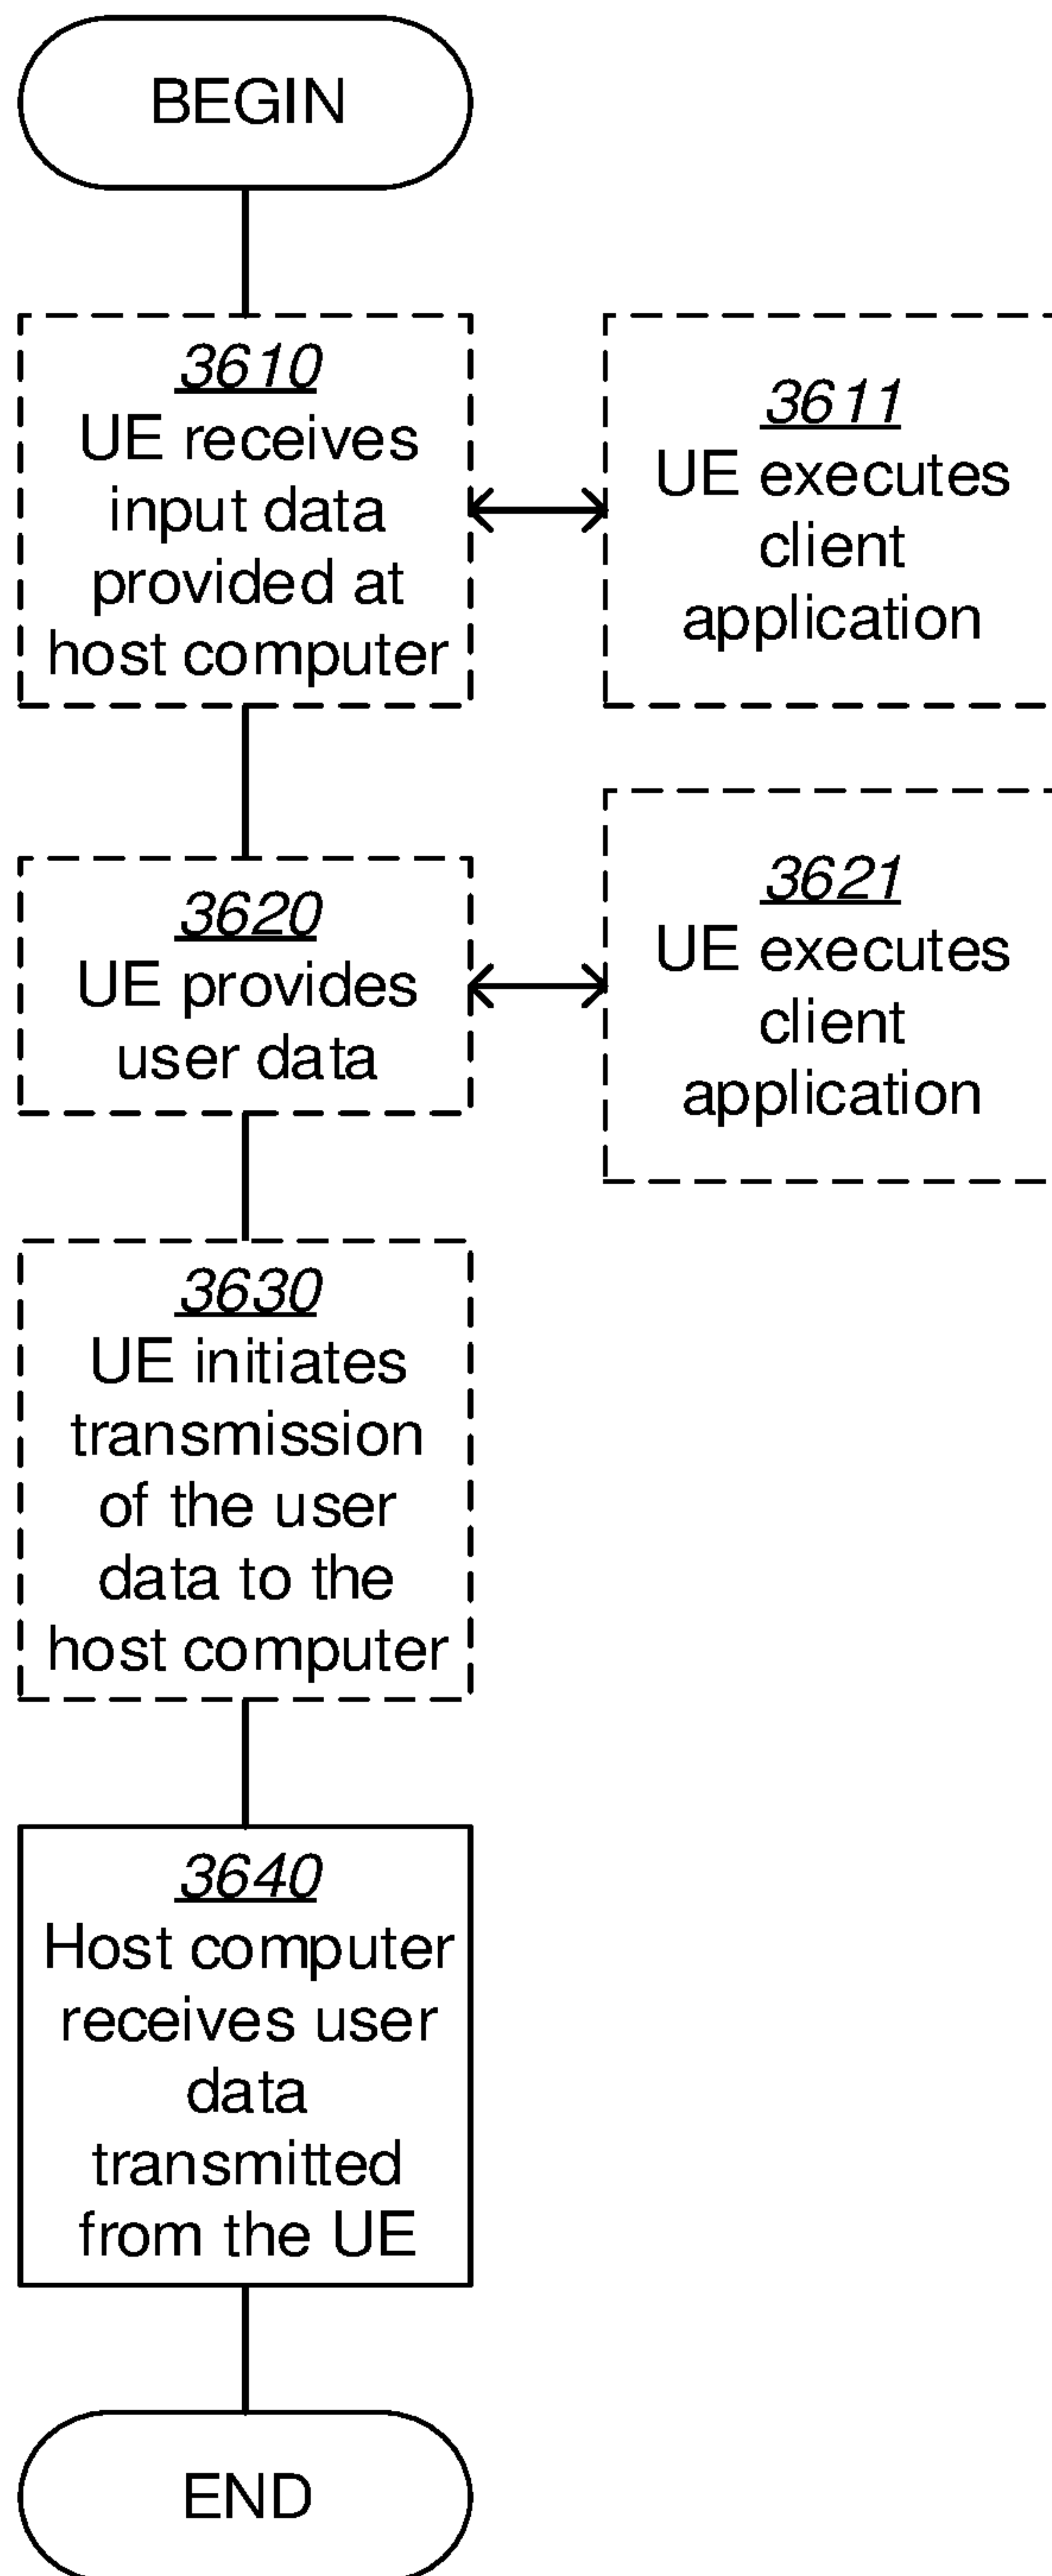 BEGIN
3610
UE receives
input data
provided at
host computer
3611
UE executes
client
application
3620
UE provides
user data
3621
UE executes
client
application
3630
UE initiates
transmission
of the user
data to the
host computer
3640
Host computer
receives user
data
transmitted
from the UE
END